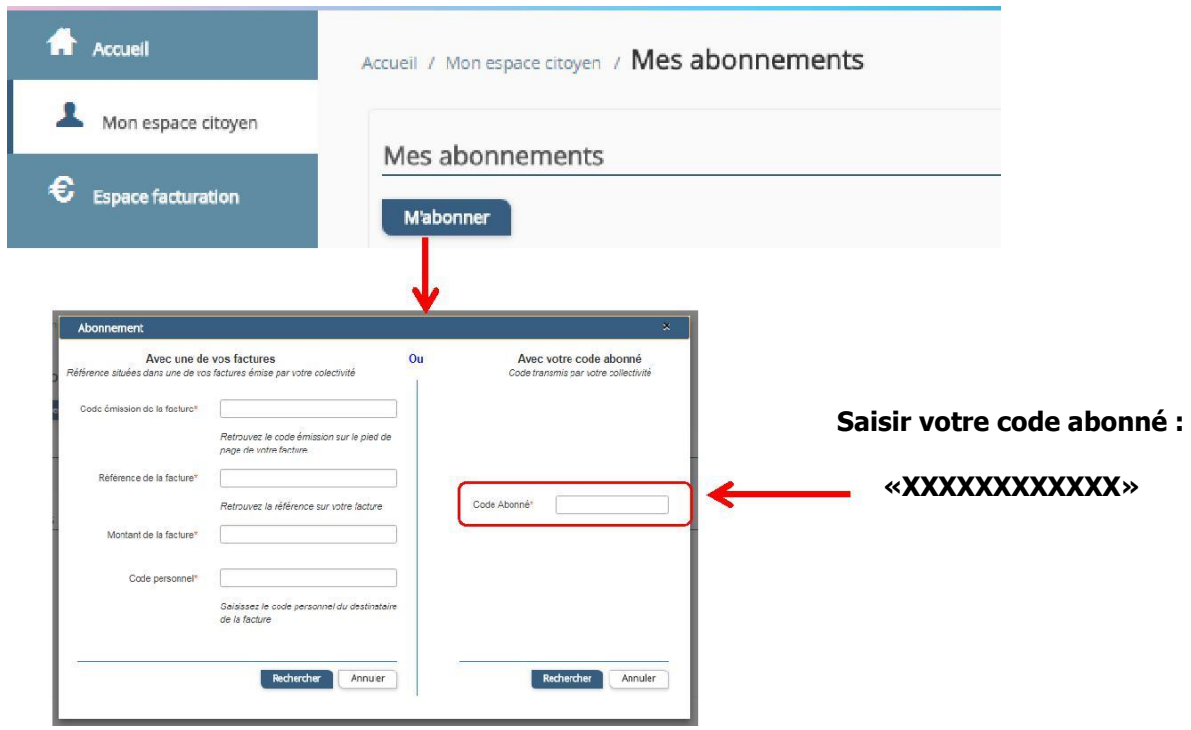 Accueil
Mon espace citoyen
Espace facturation
Accueil / Mon espace citoyen / Mes abonnements
Mes abonnements
M'abonner
Abonnement
×
Avec une de vos factures
Référence situées dans une de vos factures émise par votre colectivité
Ou
Avec votre code abonné
Code transmis par votre collectivité
Code émission de la facture*
Retrouvez le code émission sur le pied de
page de votre facture
Référence de la facture*
Retrouvez la référence sur votre facture
Montant de la facture*
Code personnel*
Saisissez le code personnel du destinataire
de la facture
Rechercher
Annuler
Code Abonné*
Rechercher
Annuler
Saisir votre code abonné :
«XXXXXXXXXXXX»